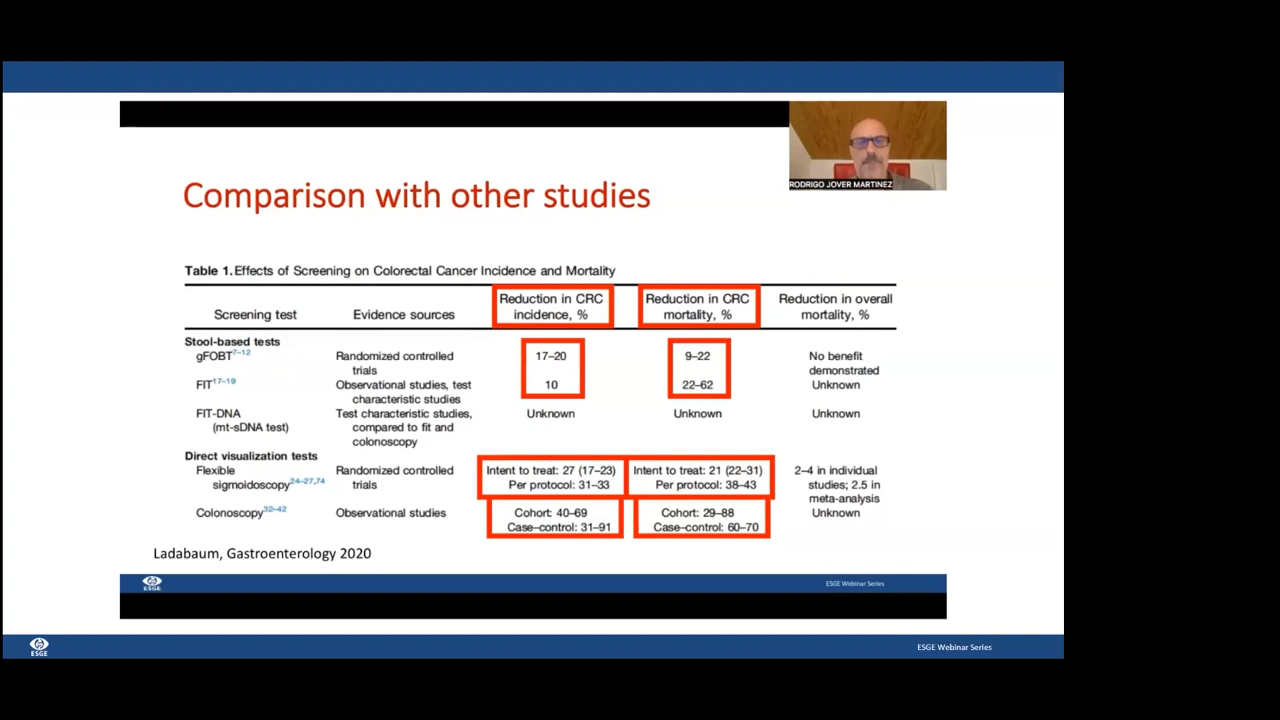 RODRIGO JOVER MARTINEZ
Comparison with other studies
Table 1. Effects of Screening on Colorectal Cancer Incidence and Mortality
Screening test
Evidence sources
Reduction in CRC
incidence, %
Reduction in CRC
mortality, %
Reduction in overall
mortality, %
Stool-based tests
gFOBT7–12
Randomized controlled
trials
17–20
9–22
No benefit
demonstrated
FIT17–19
Observational studies, test
characteristic studies
10
22–62
Unknown
FIT-DNA
(mt-sDNA test)
Test characteristic studies,
compared to fit and
colonoscopy
Unknown
Unknown
Unknown
Direct visualization tests
Flexible
sigmoidoscopy24–27,74
Randomized controlled
trials
Intent to treat: 27 (17–23)
Per protocol: 31–33
Intent to treat: 21 (22–31)
Per protocol: 38–43
2–4 in individual
studies; 2.5 in
meta-analysis
Colonoscopy32–42
Observational studies
Cohort: 40–69
Case–control: 31–91
Cohort: 29–88
Case–control: 60–70
Unknown
Ladabaum, Gastroenterology 2020
ESGE
ESGE Webinar Series
ESGE
ESGE Webinar Series